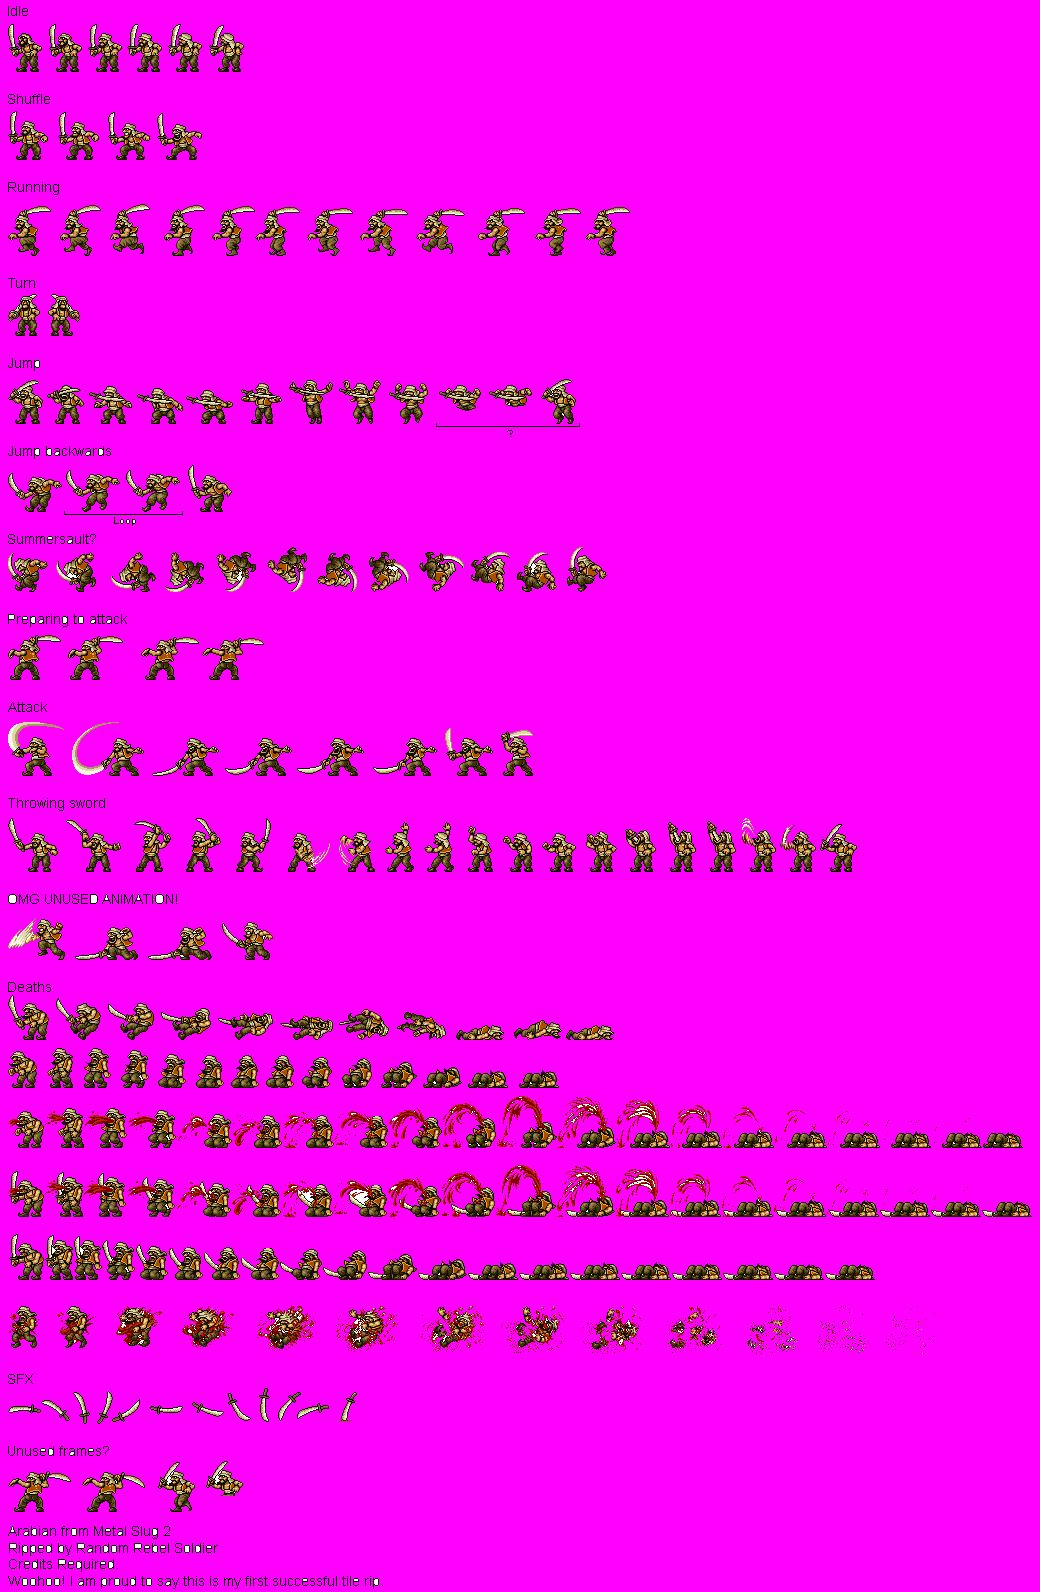 Idle
Shuffle
Running
Turn
Jump
?
Jump backwards
Loop
Summersault?
Preparing to attack
Attack
Throwing sword
OMG UNUSED ANIMATION!
Deaths
SFX
Unused frames?
Arabian from Metal Slug 2
Ripped by Random Rebel Soldier
Credits Required.
Woohoo! I am proud to say this is my first successful tile rip.